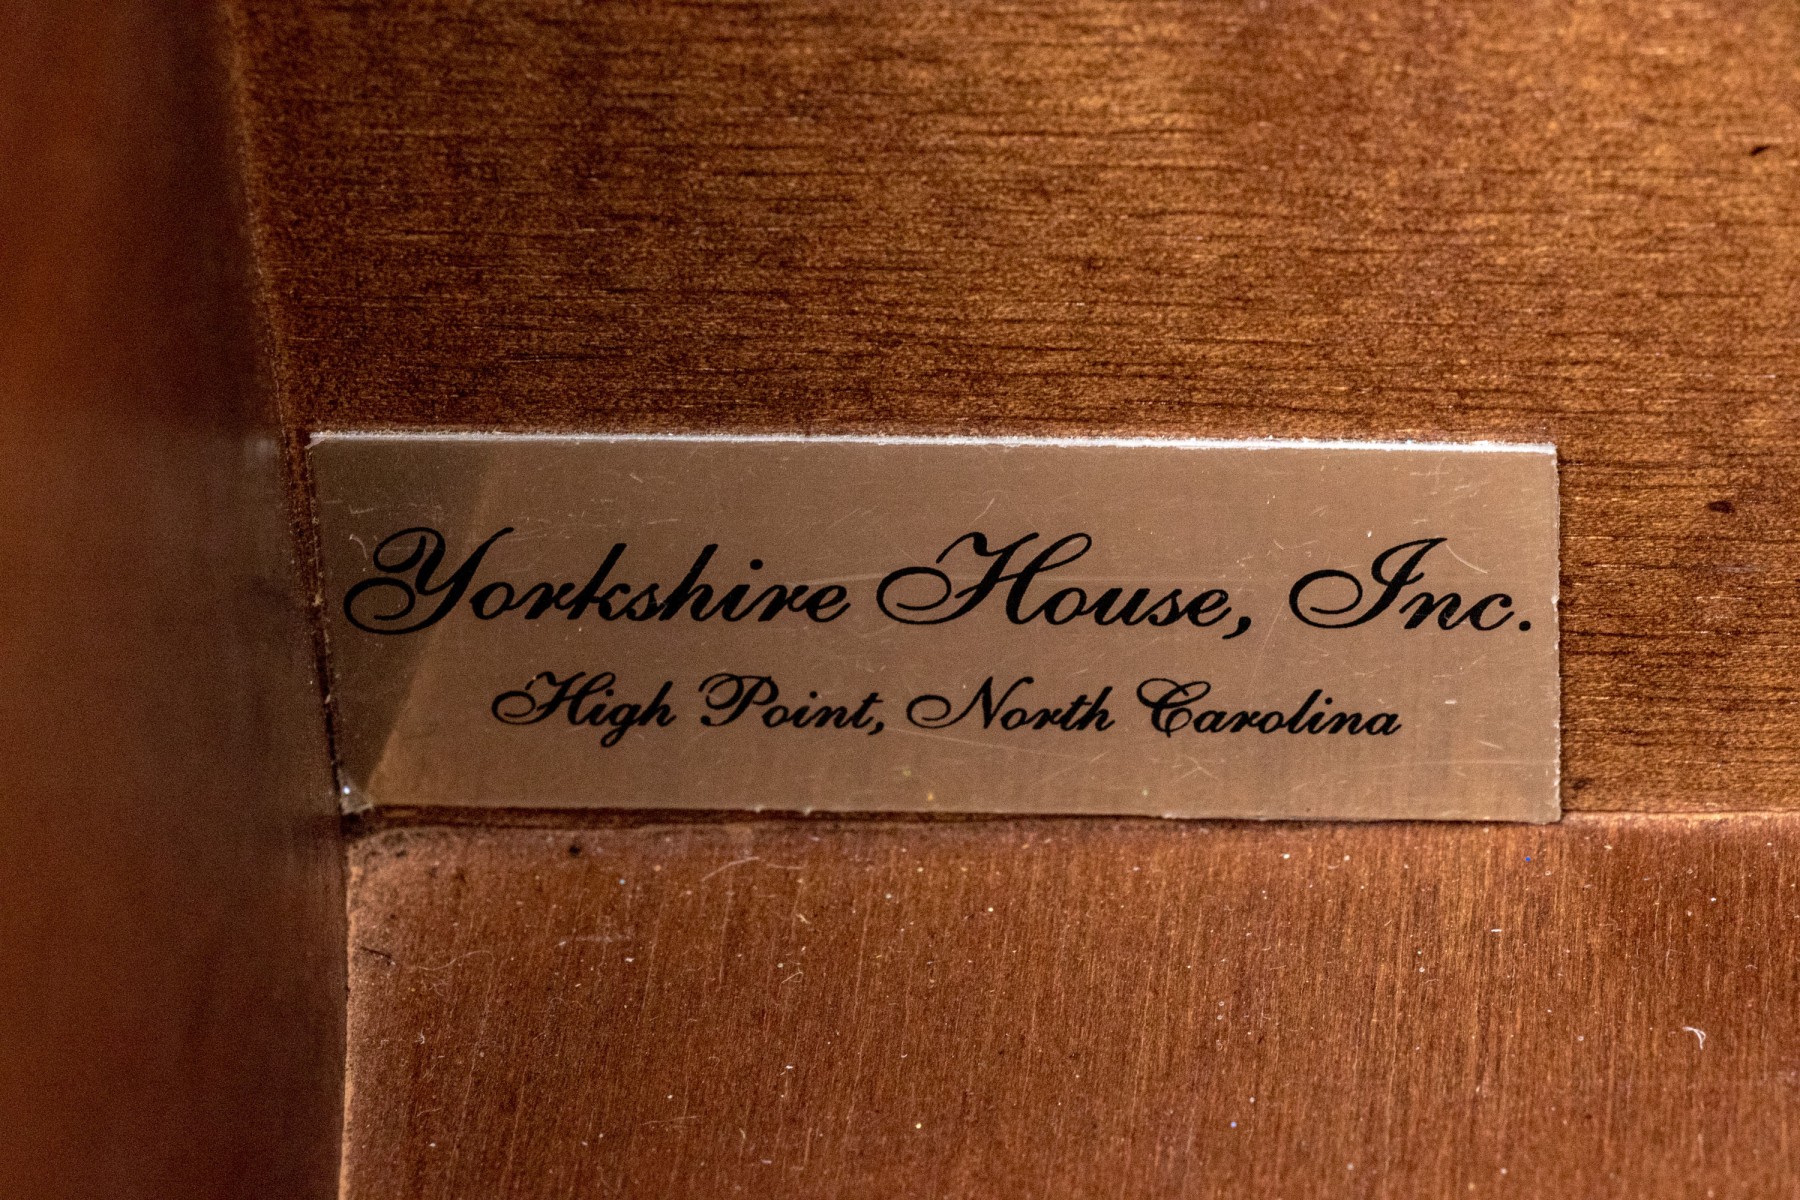 Yorkshire House, Inc.
High Point, North Carolina